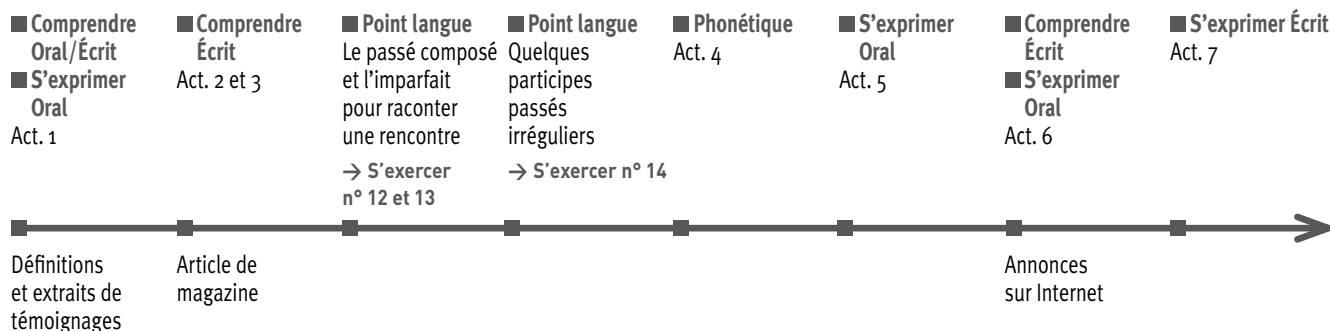 Comprendre
Oral/Écrit
S'exprimer
Oral
Act. 1
Comprendre
Écrit
Act. 2 et 3
Point langue
Le passé composé
et l'imparfait
pour raconter
une rencontre
→ S'exercer
n° 12 et 13
Point langue
Quelques
participes
passés
irréguliers
→ S'exercer n° 14
Phonétique
Act. 4
S'exprimer
Oral
Act. 5
Comprendre
Écrit
S'exprimer
Oral
Act. 6
S'exprimer Écrit
Act. 7
Définitions
et extraits de
témoignages
Article de
magazine
Annonces
sur Internet